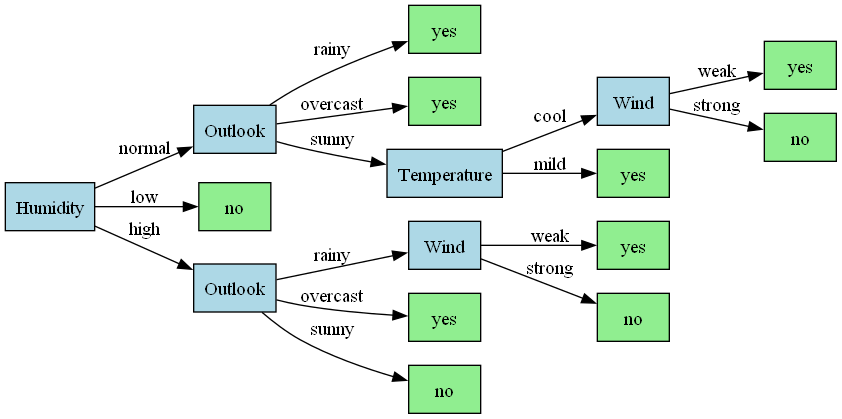 yes
rainy
overcast
yes
sunny
Outlook
normal
Temperature
cool
mild
Wind
weak
strong
yes
no
yes
Humidity
low
no
high
Outlook
rainy
overcast
sunny
Wind
weak
strong
yes
no
yes
no